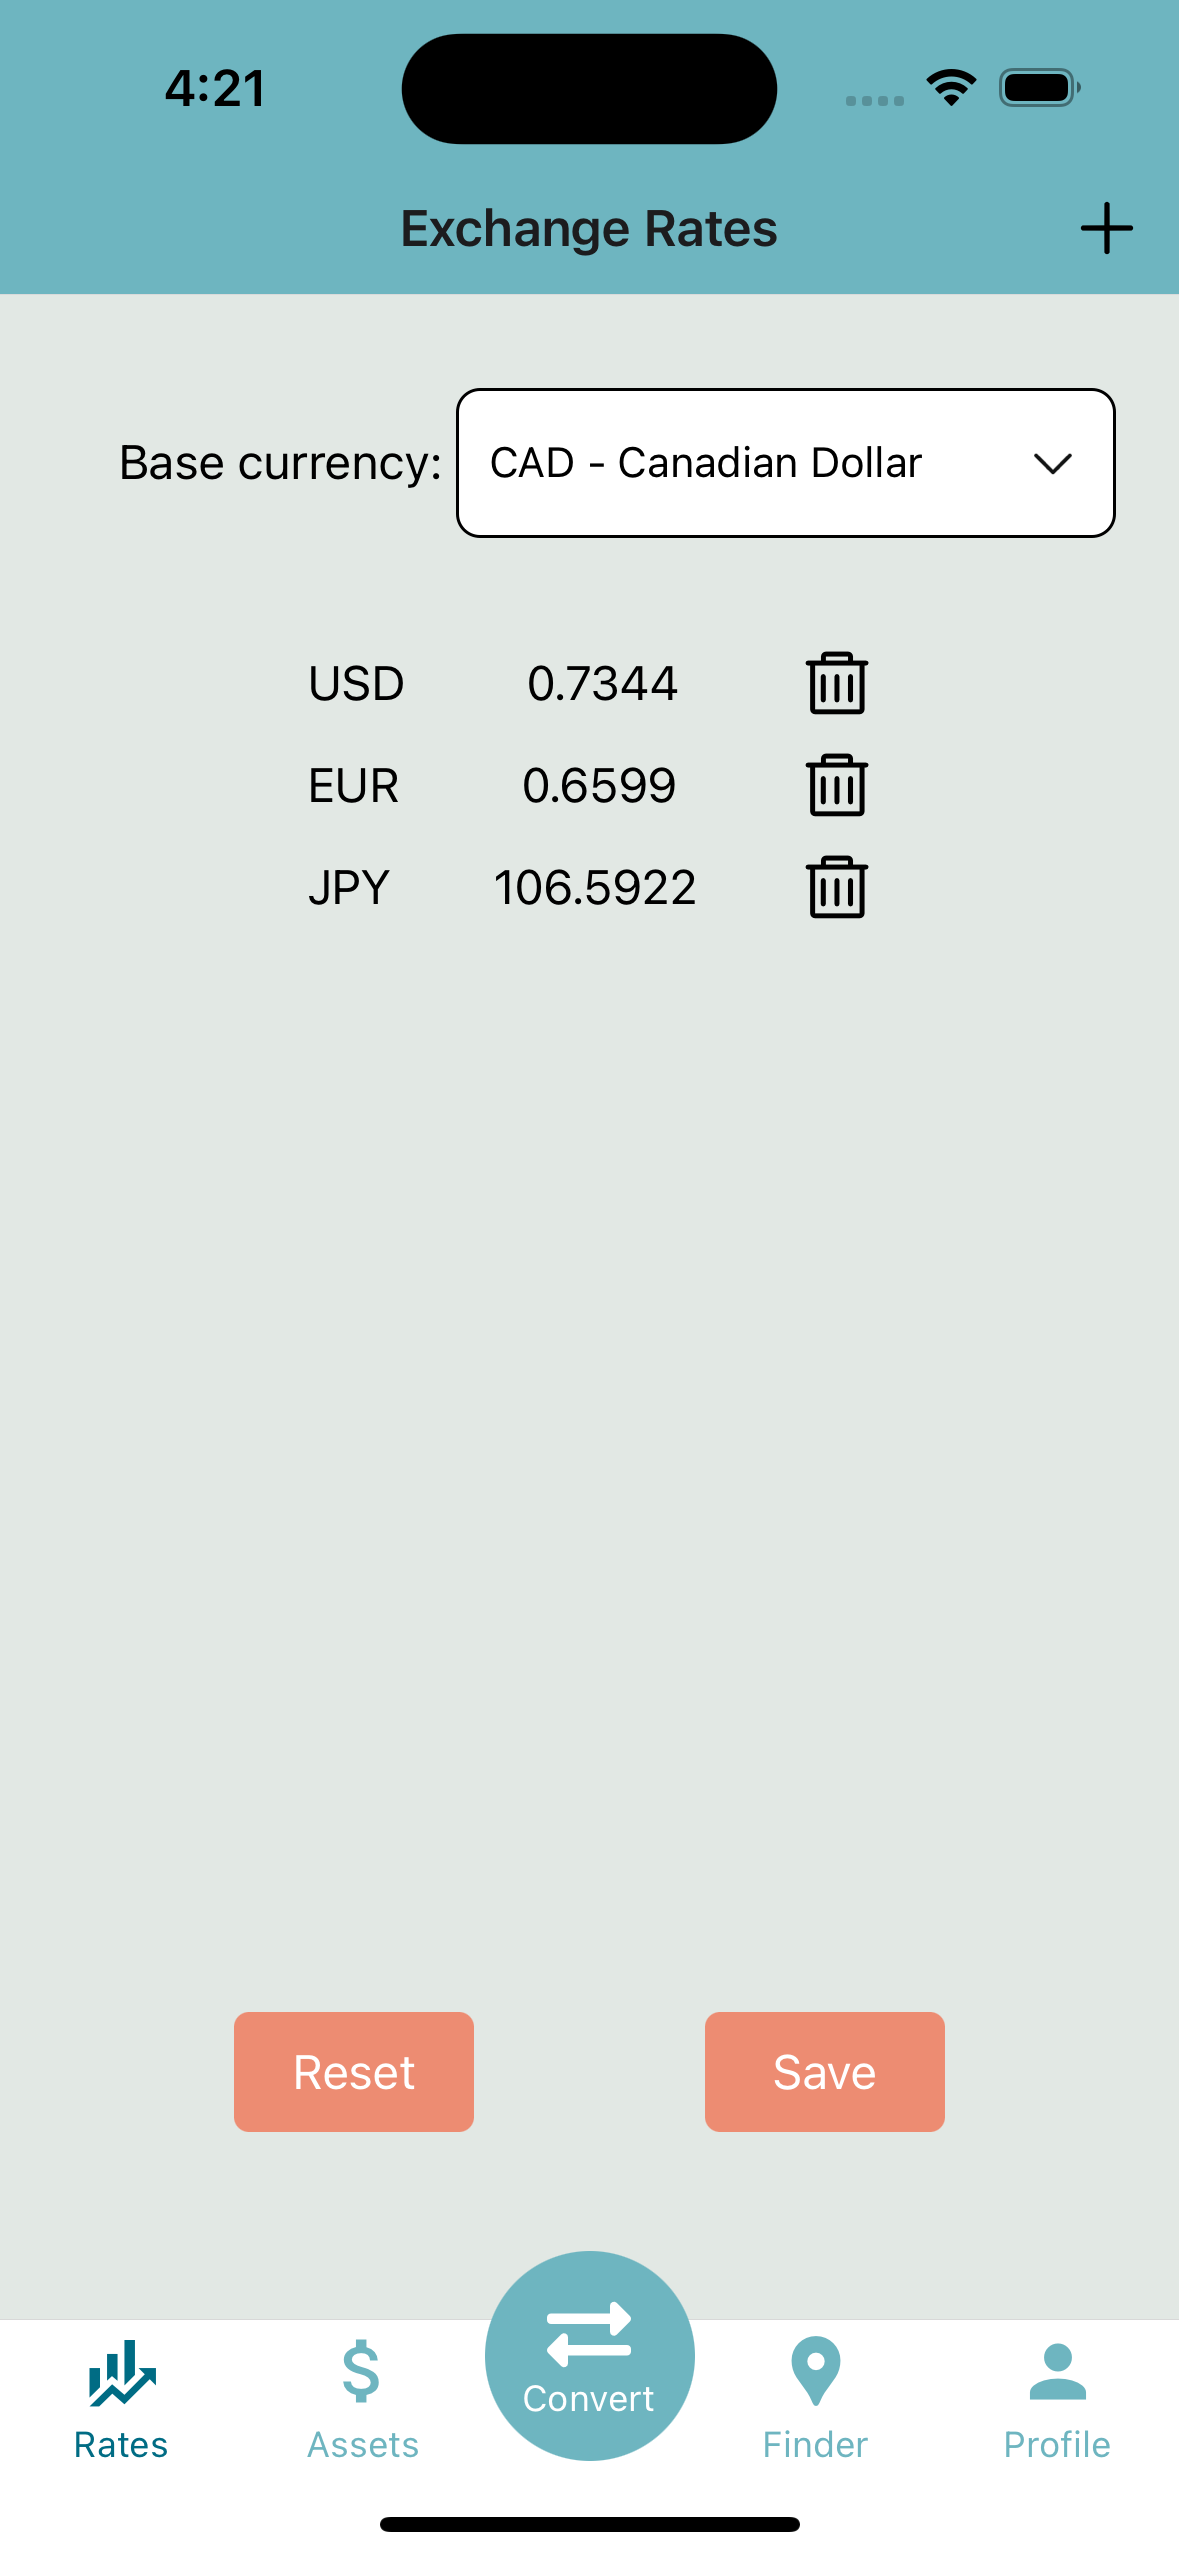 4:21
Exchange Rates
Base currency: CAD - Canadian Dollar
USD 0.7344
EUR 0.6599
JPY 106.5922
Reset Save
Convert
Rates Assets Finder Profile